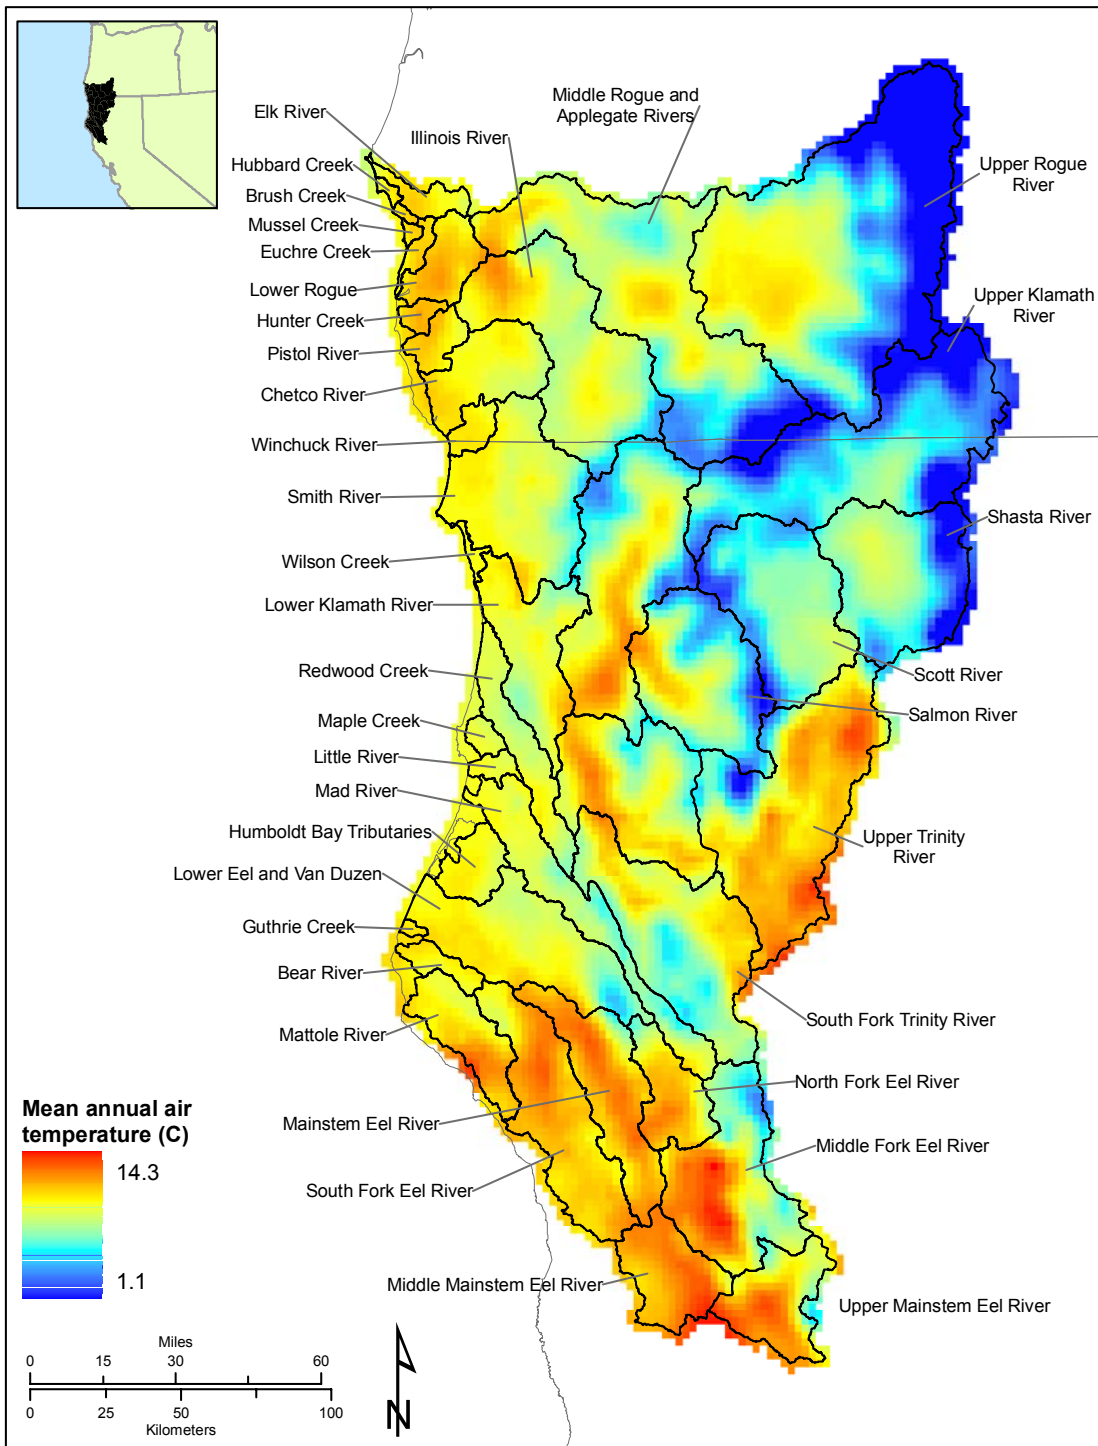 Elk River
Hubbard Creek
Brush Creek
Mussel Creek
Euchre Creek
Lower Rogue
Hunter Creek
Pistol River
Chetco River
Winchuck River
Smith River
Wilson Creek
Lower Klamath River
Redwood Creek
Maple Creek
Little River
Mad River
Humboldt Bay Tributaries
Lower Eel and Van Duzen
Guthrie Creek
Bear River
Mattole River
Mainstem Eel River
South Fork Eel River
Middle Mainstem Eel River
Illinois River
Middle Rogue and
Applegate Rivers
Upper Rogue
River
Upper Klamath
River
Shasta River
Scott River
Salmon River
Upper Trinity
River
South Fork Trinity River
North Fork Eel River
Middle Fork Eel River
Upper Mainstem Eel River
Mean annual air
temperature (C)
14.3
1.1
Miles
0 15 30 60
0 25 50 100
Kilometers
N